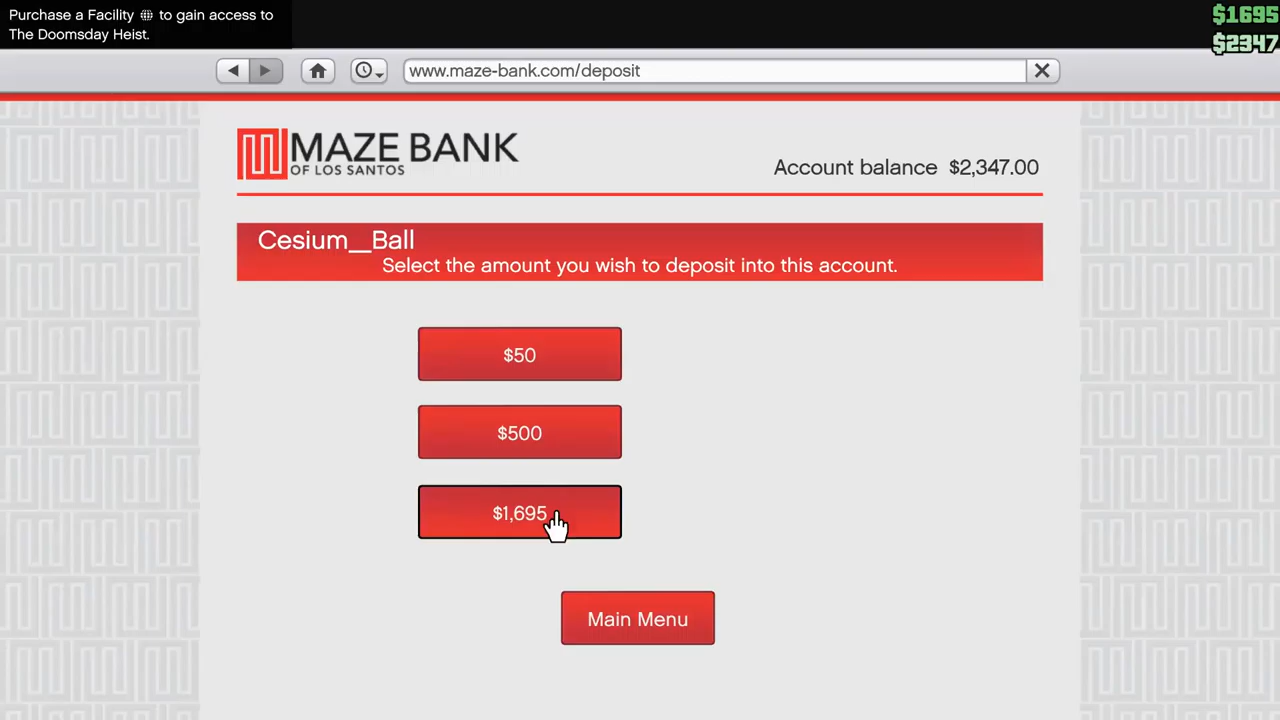 Purchase a Facility to gain access to
The Doomsday Heist.
$1695
$2347
www.maze-bank.com/deposit
MAZE BANK
OF LOS SANTOS
Account balance $2,347.00
Cesium__Ball
Select the amount you wish to deposit into this account.
$50
$500
$1,695
Main Menu